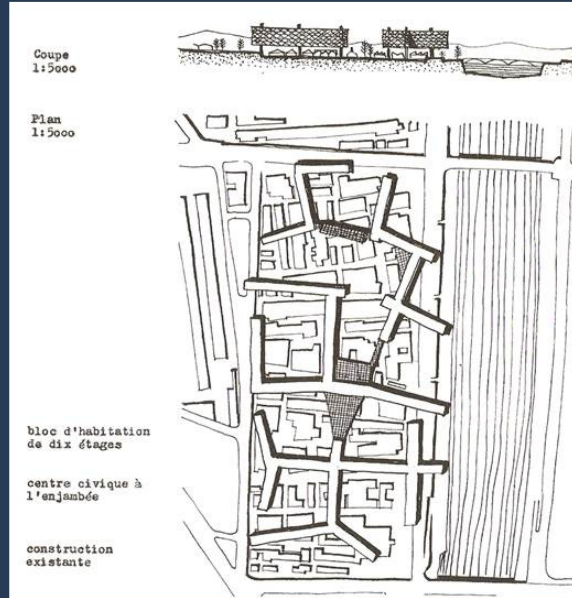 Coupe
1:5000
Plan
1:5000
bloc d'habitation
de dix étages
centre civique à
l'enjambée
construction
existante